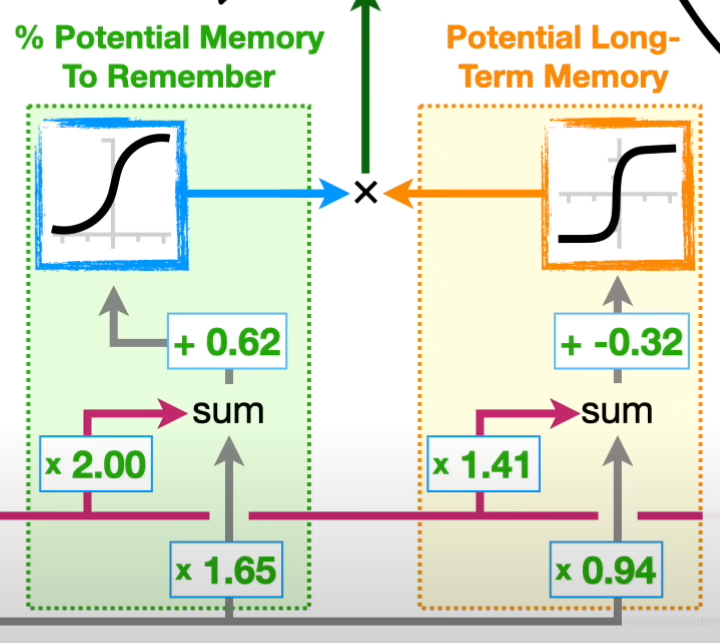 % Potential Memory
To Remember
Potential Long-
Term Memory
×
+ 0.62
+ -0.32
sum
sum
x 2.00
x 1.41
x 1.65
x 0.94